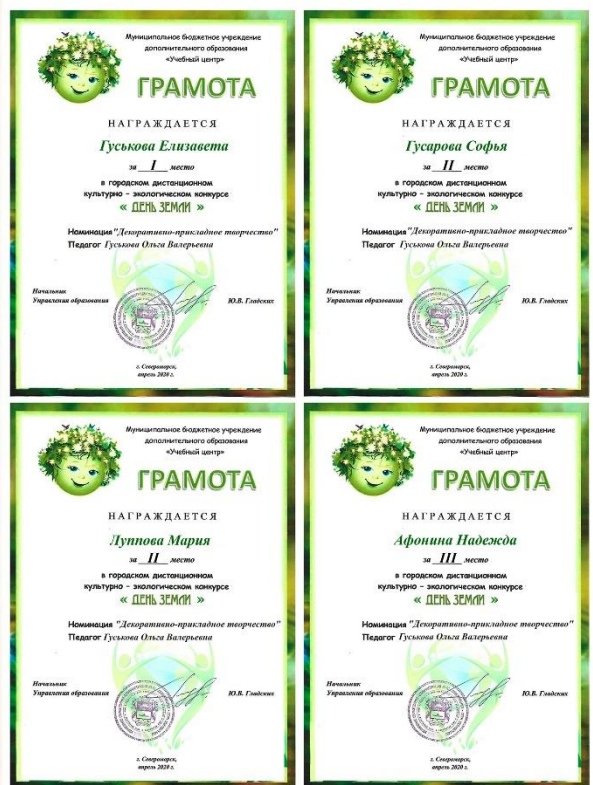 Муниципальное бюджетное учреждение
дополнительного образования
«Учебный центр»
ГРАМОТА
НАГРАЖДАЕТСЯ
Гуськова Елизавета
за I место
в городском дистанционном
культурно – экологическом конкурсе
« ДЕНЬ ЗЕМЛИ »
Номинация "Декоративно-прикладное творчество"
Педагог Гуськова Ольга Валерьевна
Начальник
Управления образования Ю.В. Гладских
г. Североморск,
апрель 2020 г.
Муниципальное бюджетное учреждение
дополнительного образования
«Учебный центр»
ГРАМОТА
НАГРАЖДАЕТСЯ
Гусарова Софья
за II место
в городском дистанционном
культурно – экологическом конкурсе
« ДЕНЬ ЗЕМЛИ »
Номинация "Декоративно-прикладное творчество"
Педагог Гуськова Ольга Валерьевна
Начальник
Управления образования Ю.В. Гладских
г. Североморск,
апрель 2020 г.
Муниципальное бюджетное учреждение
дополнительного образования
«Учебный центр»
ГРАМОТА
НАГРАЖДАЕТСЯ
Луппова Мария
за II место
в городском дистанционном
культурно – экологическом конкурсе
« ДЕНЬ ЗЕМЛИ »
Номинация "Декоративно-прикладное творчество"
Педагог Гуськова Ольга Валерьевна
Начальник
Управления образования Ю.В. Гладских
г. Североморск,
апрель 2020 г.
Муниципальное бюджетное учреждение
дополнительного образования
«Учебный центр»
ГРАМОТА
НАГРАЖДАЕТСЯ
Афонина Надежда
за III место
в городском дистанционном
культурно – экологическом конкурсе
« ДЕНЬ ЗЕМЛИ »
Номинация "Декоративно-прикладное творчество"
Педагог Гуськова Ольга Валерьевна
Начальник
Управления образования Ю.В. Гладских
г. Североморск,
апрель 2020 г.